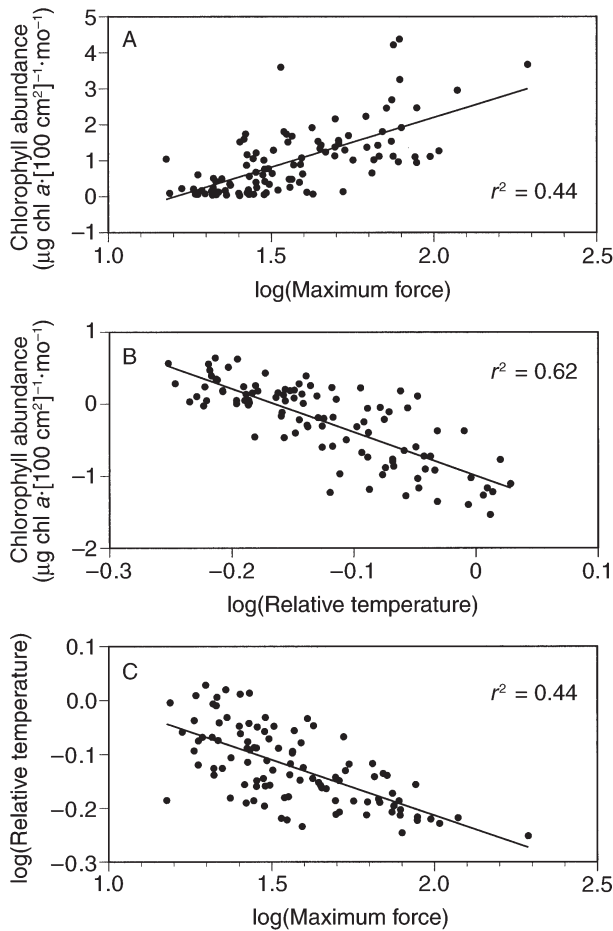 A
Chlorophyll abundance
(µg chl a·[100 cm²]⁻¹·mo⁻¹)
5
4
3
2
1
0
−1
r² = 0.44
1.0
1.5
2.0
2.5
log(Maximum force)
B
Chlorophyll abundance
(µg chl a·[100 cm²]⁻¹·mo⁻¹)
1
0
−1
−2
r² = 0.62
−0.3
−0.2
−0.1
0
0.1
log(Relative temperature)
C
log(Relative temperature)
0.1
0.0
−0.1
−0.2
−0.3
r² = 0.44
1.0
1.5
2.0
2.5
log(Maximum force)